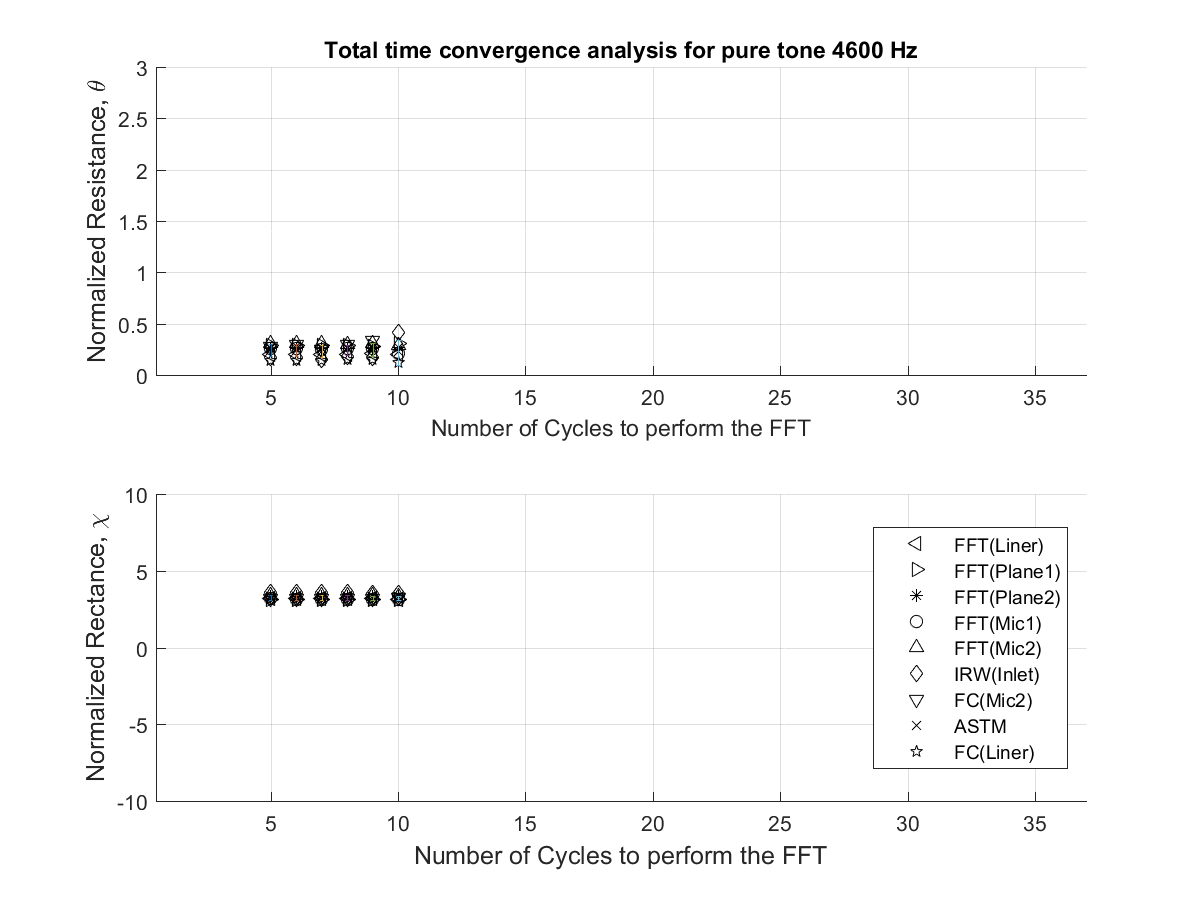 Total time convergence analysis for pure tone 4600 Hz
Normalized Resistance, θ
3
2.5
2
1.5
1
0.5
0
5 10 15 20 25 30 35
Number of Cycles to perform the FFT
Normalized Rectance, χ
10
5
0
-5
-10
FFT(Liner)
FFT(Plane1)
FFT(Plane2)
FFT(Mic1)
FFT(Mic2)
IRW(Inlet)
FC(Mic2)
ASTM
FC(Liner)
5 10 15 20 25 30 35
Number of Cycles to perform the FFT